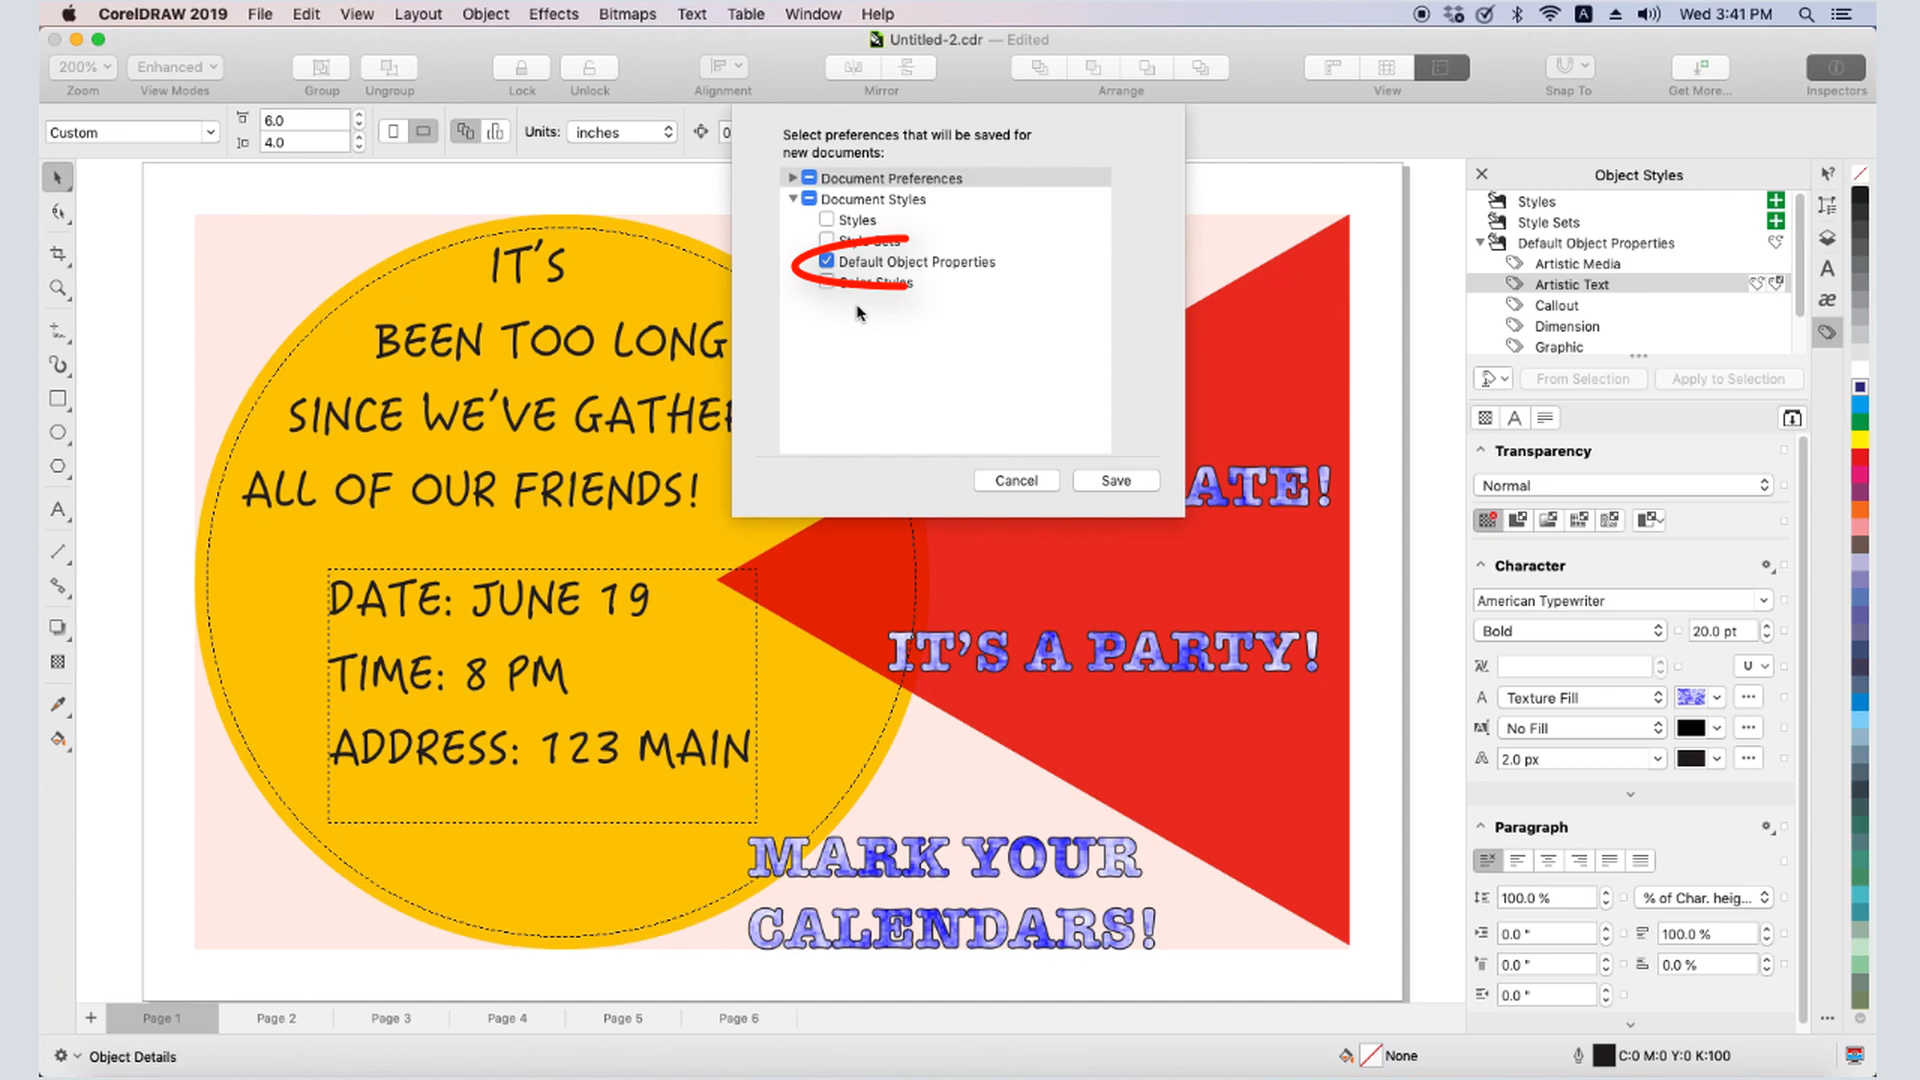 CorelDRAW 2019 File Edit View Layout Object Effects Bitmaps Text Table Window Help
A Wed 3:41 PM
Untitled-2.cdr — Edited
200% Enhanced
Zoom View Modes Group Ungroup Lock Unlock Alignment Mirror Arrange View Snap To Get More... Inspectors
Custom 6.0 4.0 Units: inches 0
Select preferences that will be saved for
new documents:
Document Preferences
Document Styles
Styles
Style Sets
Default Object Properties
Color Styles
Cancel Save
IT'S
BEEN TOO LONG
SINCE WE'VE GATHER
ALL OF OUR FRIENDS!
DATE: JUNE 19
TIME: 8 PM
ADDRESS: 123 MAIN
ATE!
IT'S A PARTY!
MARK YOUR
CALENDARS!
Object Styles
Styles
Style Sets
Default Object Properties
Artistic Media
Artistic Text
Callout
Dimension
Graphic
From Selection Apply to Selection
Transparency
Normal
Character
American Typewriter
Bold 20.0 pt
U
Texture Fill
No Fill
2.0 px
Paragraph
100.0 % % of Char. heig...
0.0 " 100.0 %
0.0 " 0.0 %
0.0 "
Page 1 Page 2 Page 3 Page 4 Page 5 Page 6
Object Details None C:0 M:0 Y:0 K:100